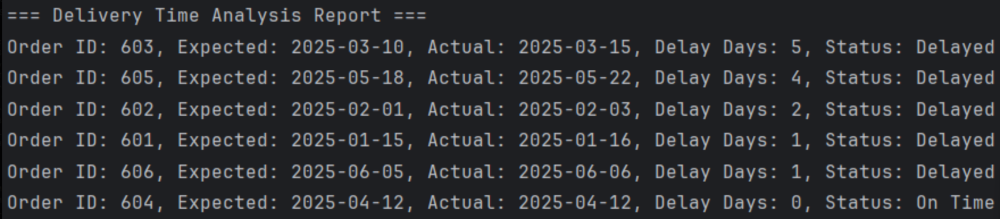 === Delivery Time Analysis Report ===
Order ID: 603, Expected: 2025-03-10, Actual: 2025-03-15, Delay Days: 5, Status: Delayed
Order ID: 605, Expected: 2025-05-18, Actual: 2025-05-22, Delay Days: 4, Status: Delayed
Order ID: 602, Expected: 2025-02-01, Actual: 2025-02-03, Delay Days: 2, Status: Delayed
Order ID: 601, Expected: 2025-01-15, Actual: 2025-01-16, Delay Days: 1, Status: Delayed
Order ID: 606, Expected: 2025-06-05, Actual: 2025-06-06, Delay Days: 1, Status: Delayed
Order ID: 604, Expected: 2025-04-12, Actual: 2025-04-12, Delay Days: 0, Status: On Time